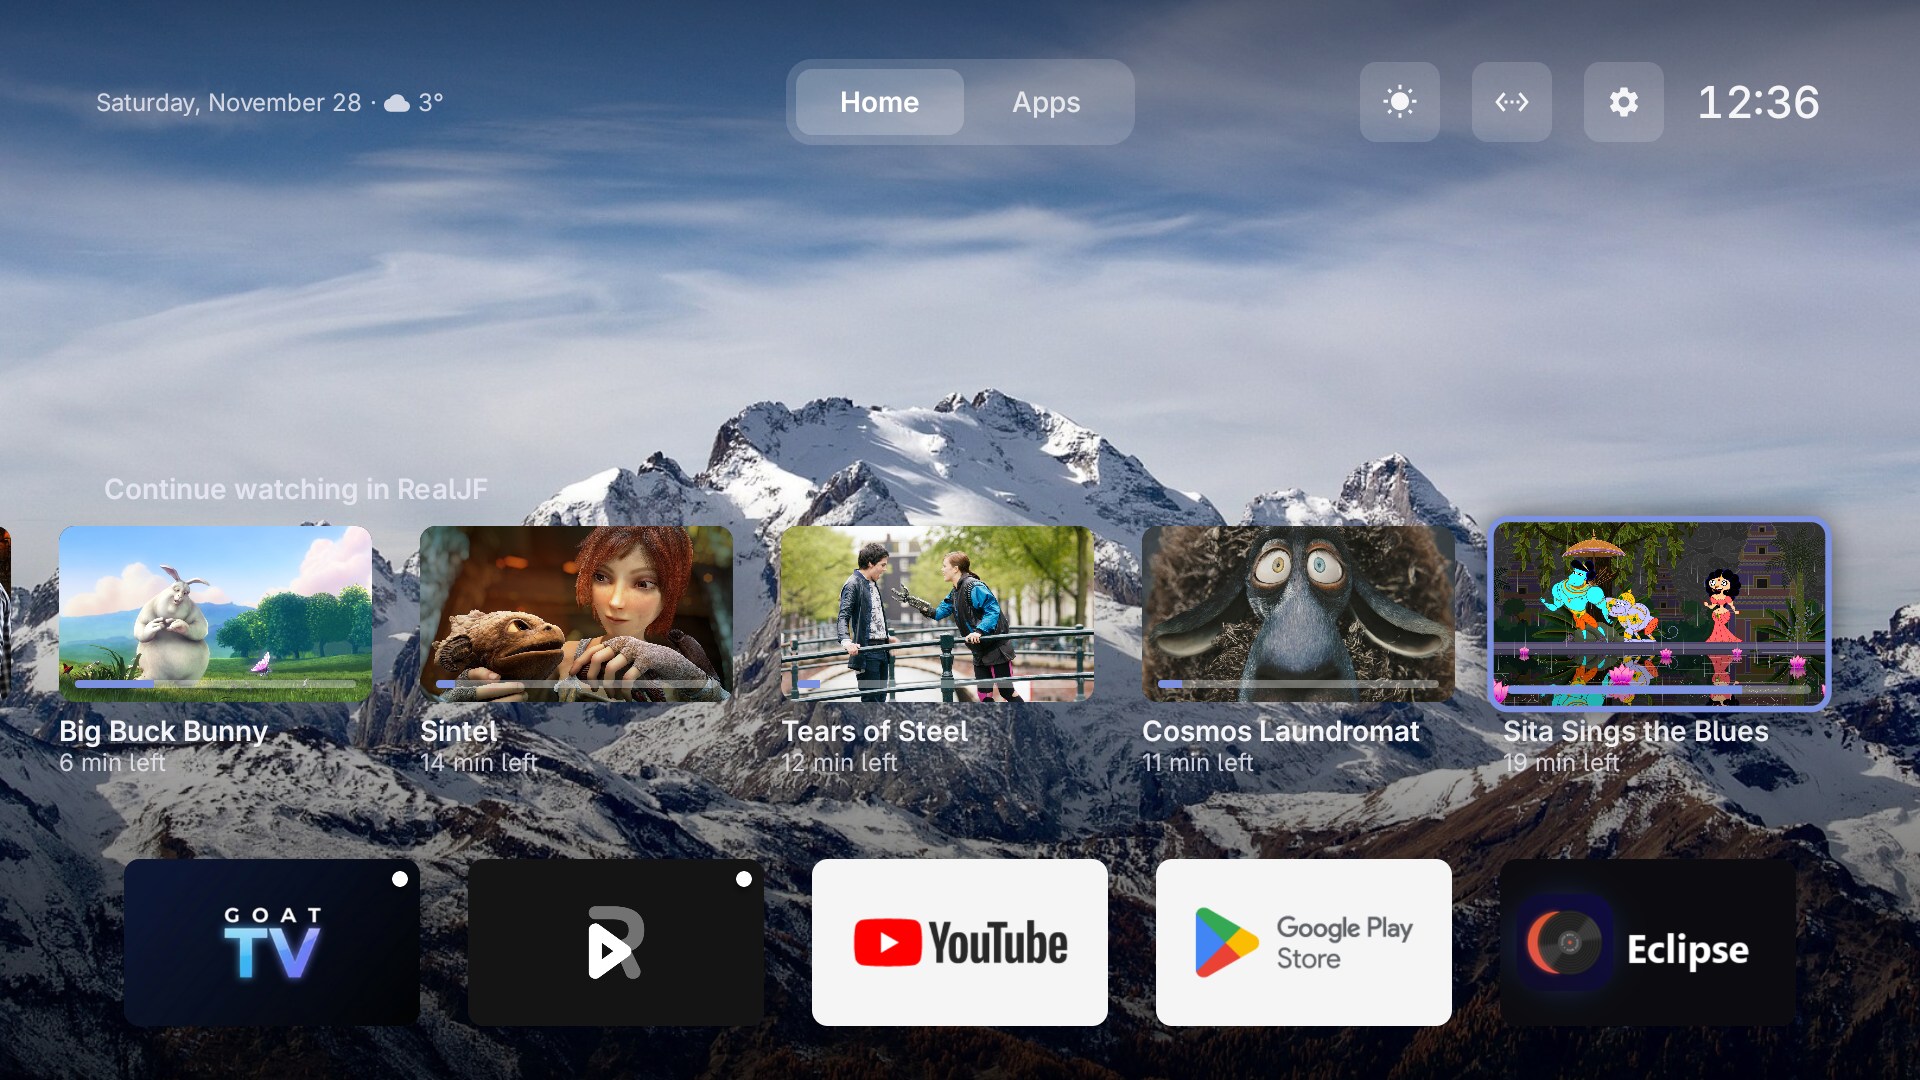 Saturday, November 28 · 3°
Home
Apps
12:36
Continue watching in RealJF
Big Buck Bunny
6 min left
Sintel
14 min left
Tears of Steel
12 min left
Cosmos Laundromat
11 min left
Sita Sings the Blues
19 min left
GOAT
TV
R
YouTube
Google Play
Store
Eclipse